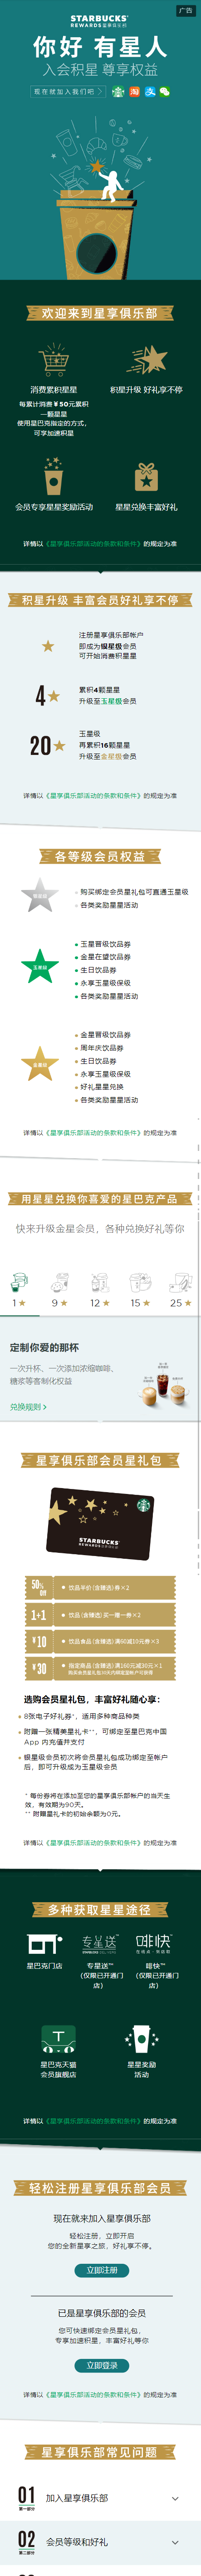 广告
STARBUCKS
REWARDS星享俱乐部
你好 有星人
入会积星 尊享权益
现在就加入我们吧
淘
支
欢迎来到星享俱乐部
消费累积星星
每累计消费¥50元累积
一颗星星
使用星巴克指定的方式，
可享加速积星
积星升级 好礼享不停
会员专享星星奖励活动
星星兑换丰富好礼
详情以《星享俱乐部活动的条款和条件》的规定为准
积星升级 丰富会员好礼享不停
注册星享俱乐部帐户
即成为银星级会员
可开始消费积星星
4
累积4颗星星
升级至玉星级会员
20
玉星级
再累积16颗星星
升级至金星级会员
详情以《星享俱乐部活动的条款和条件》的规定为准
各等级会员权益
银星级
购买绑定会员星礼包可直通玉星级
各类奖励星星活动
玉星级
玉星晋级饮品券
金星在望饮品券
生日饮品券
永享玉星级保级
各类奖励星星活动
金星级
金星晋级饮品券
周年庆饮品券
生日饮品券
永享玉星级保级
好礼星星兑换
各类奖励星星活动
详情以《星享俱乐部活动的条款和条件》的规定为准
用星星兑换你喜爱的星巴克产品
快来升级金星会员，各种兑换好礼等你
1
9
12
15
25
定制你爱的那杯
一次升杯、一次添加浓缩咖啡、
糖浆等客制化权益
兑换规则
星享俱乐部会员星礼包
STARBUCKS
REWARDS星享俱乐部
50% OFF
饮品半价(含臻选)券×2
1+1
饮品(含臻选)买一赠一券×2
¥10
饮品食品(含臻选)满60减10元券×3
¥30
指定商品(含臻选)满160元减30元×1
选购会员星礼包，丰富好礼随心享：
8张电子好礼券*，适用多种商品种类
附赠一张精美星礼卡**，可绑定至星巴克中国
App 内充值并支付
银星级会员初次将会员星礼包成功绑定至帐户
后，即可升级成为玉星级会员
* 每份券将在添加至您的星享俱乐部帐户的当天生
效，有效期为90天。
** 附赠星礼卡的初始余额为0元。
详情以《星享俱乐部活动的条款和条件》的规定为准
多种获取星星途径
星巴克门店
专星送
专星送™
（仅限已开通门
店）
啡快
在线点·到店取
啡快™
（仅限已开通门
店）
星巴克天猫
会员旗舰店
星星奖励
活动
详情以《星享俱乐部活动的条款和条件》的规定为准
轻松注册星享俱乐部会员
现在就来加入星享俱乐部
轻松注册，立即开启
您的全新星享之旅，好礼享不停。
立即注册
已是星享俱乐部的会员
您可快速绑定会员星礼包，
专享加速积星，丰富好礼等你
立即登录
详情以《星享俱乐部活动的条款和条件》的规定为准
星享俱乐部常见问题
01
第一部分
加入星享俱乐部
02
第二部分
会员等级和好礼